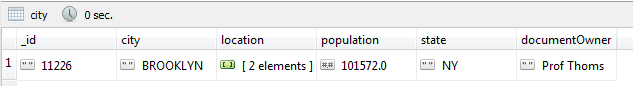 city 0 sec.
_id city location population state documentOwner
1 "" 11226 "" BROOKLYN [ ] [ 2 elements ] #.# 101572.0 "" NY "" Prof Thoms